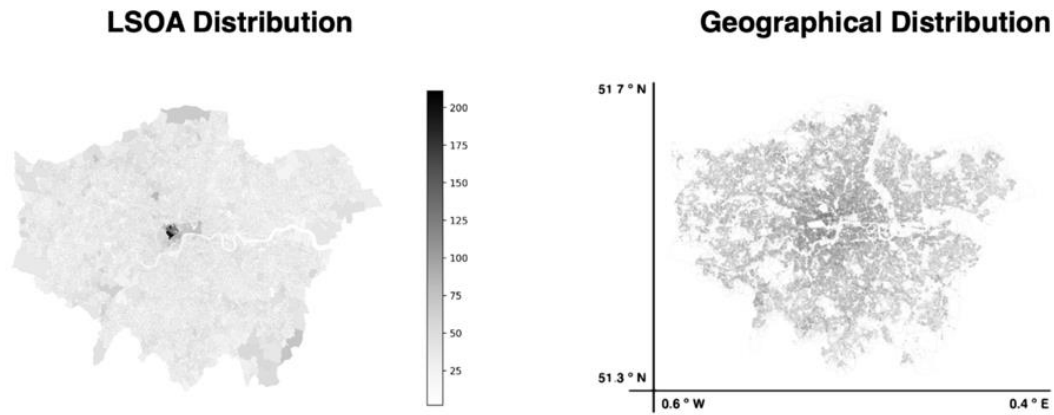 LSOA Distribution
Geographical Distribution
200
175
150
125
100
75
50
25
51.7 ° N
51.3 ° N
0.6 ° W
0.4 ° E